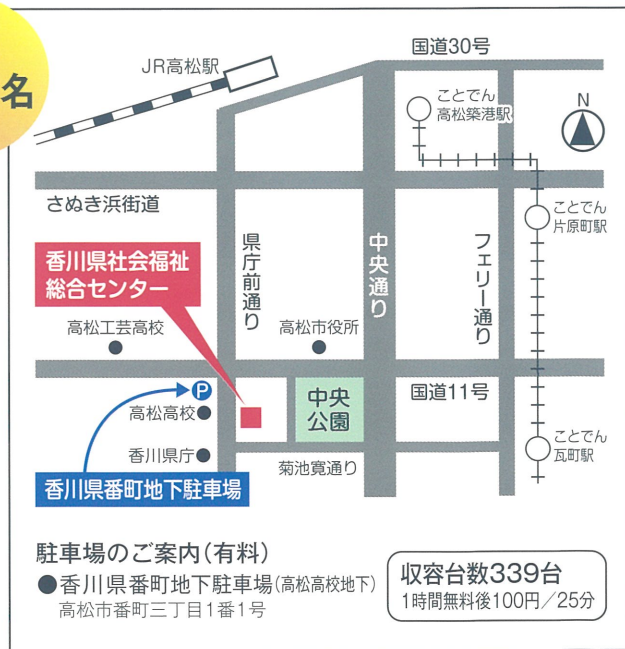 名
国道30号
JR高松駅
ことでん
高松築港駅
N
さぬき浜街道
ことでん
片原町駅
香川県社会福祉
総合センター
県庁前通り
中央通り
フェリー通り
高松工芸高校
高松市役所
P
中央
公園
国道11号
高松高校
香川県庁
菊池寛通り
ことでん
瓦町駅
香川県番町地下駐車場
駐車場のご案内(有料)
●香川県番町地下駐車場(高松高校地下)
高松市番町三丁目1番1号
収容台数339台
1時間無料後100円/25分